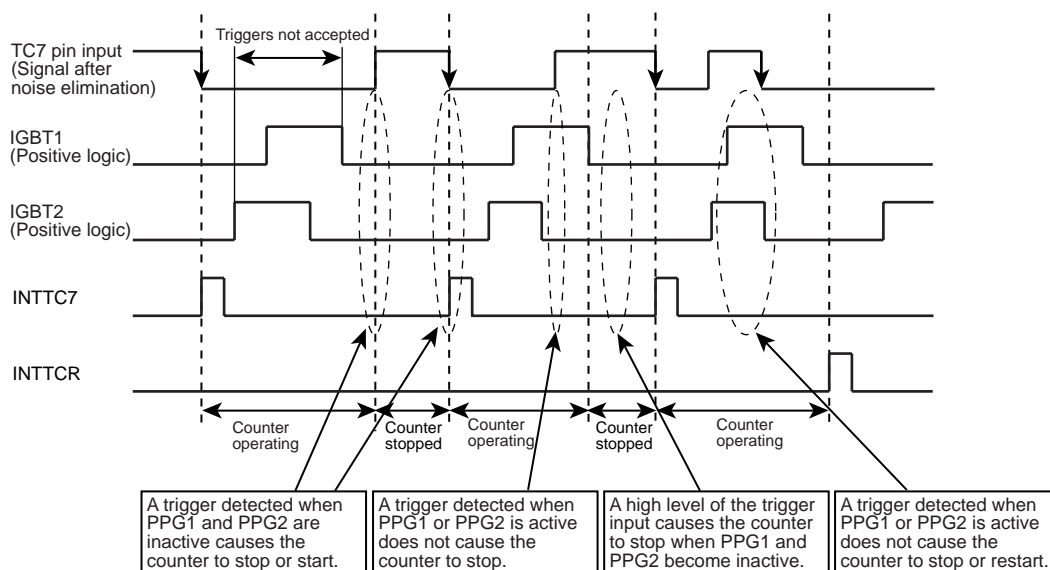 Triggers not accepted
TC7 pin input
(Signal after
noise elimination)
IGBT1
(Positive logic)
IGBT2
(Positive logic)
INTTC7
INTTCR
Counter
operating
Counter
stopped
Counter
operating
Counter
stopped
Counter
operating
A trigger detected when
PPG1 and PPG2 are
inactive causes the
counter to stop or start.
A trigger detected when
PPG1 or PPG2 is active
does not cause the
counter to stop.
A high level of the trigger
input causes the counter
to stop when PPG1 and
PPG2 become inactive.
A trigger detected when
PPG1 or PPG2 is active
does not cause the counter
to stop or restart.